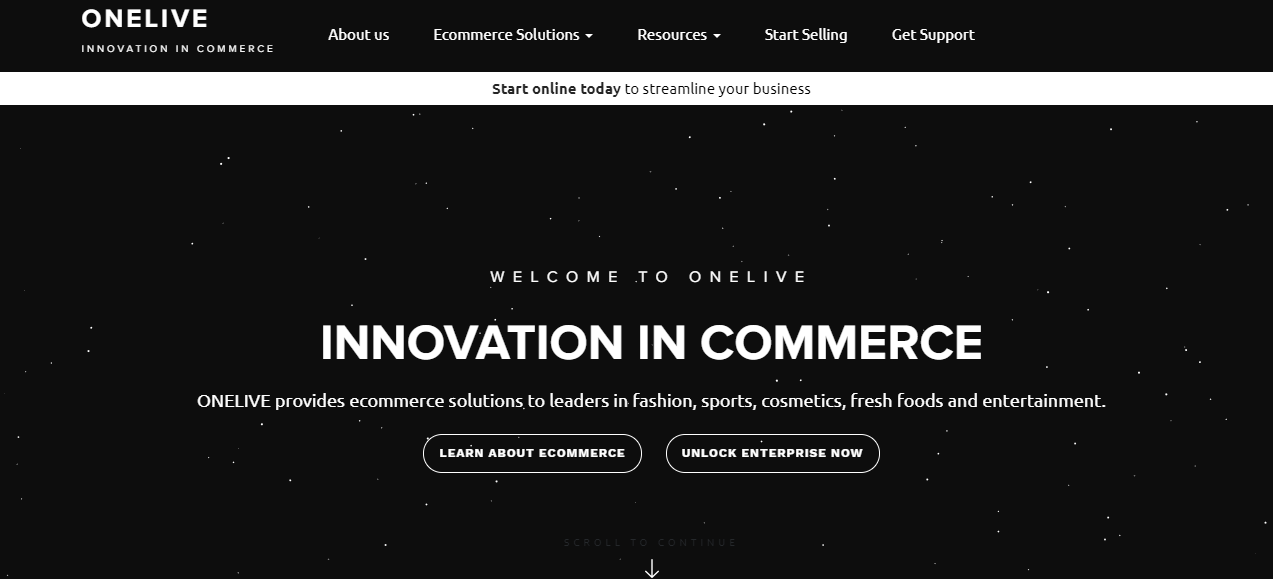 ONELIVE
INNOVATION IN COMMERCE
About us Ecommerce Solutions Resources Start Selling Get Support
Start online today to streamline your business
WELCOME TO ONELIVE
INNOVATION IN COMMERCE
ONELIVE provides ecommerce solutions to leaders in fashion, sports, cosmetics, fresh foods and entertainment.
LEARN ABOUT ECOMMERCE UNLOCK ENTERPRISE NOW
SCROLL TO CONTINUE